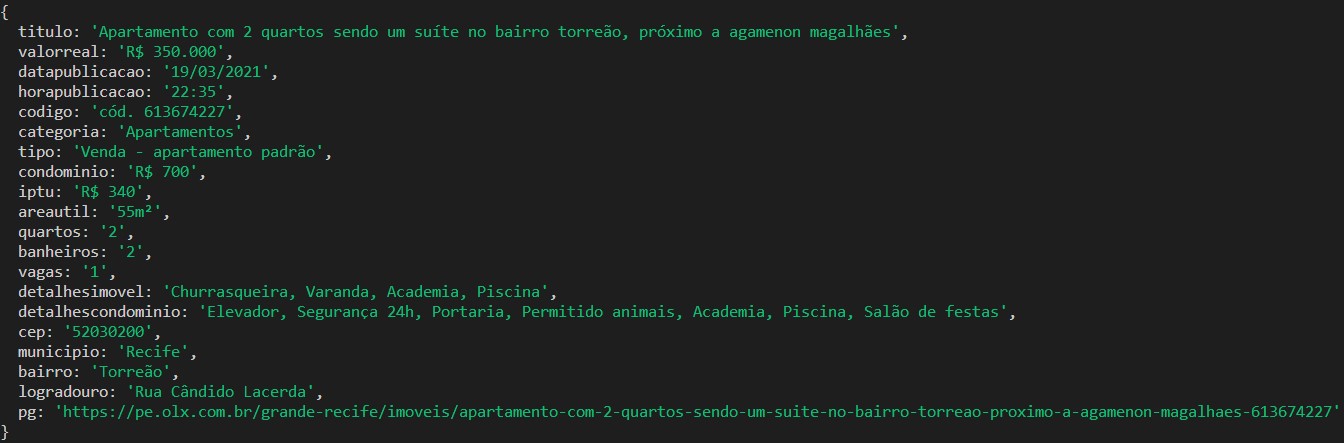 {
  titulo: 'Apartamento com 2 quartos sendo um suíte no bairro torreão, próximo a agamenon magalhães',
  valorreal: 'R$ 350.000',
  datapublicacao: '19/03/2021',
  horapublicacao: '22:35',
  codigo: 'cód. 613674227',
  categoria: 'Apartamentos',
  tipo: 'Venda - apartamento padrão',
  condominio: 'R$ 700',
  iptu: 'R$ 340',
  areautil: '55m²',
  quartos: '2',
  banheiros: '2',
  vagas: '1',
  detalhesimovel: 'Churrasqueira, Varanda, Academia, Piscina',
  detalhescondominio: 'Elevador, Segurança 24h, Portaria, Permitido animais, Academia, Piscina, Salão de festas',
  cep: '52030200',
  municipio: 'Recife',
  bairro: 'Torreão',
  logradouro: 'Rua Cândido Lacerda',
  pg: 'https://pe.olx.com.br/grande-recife/imoveis/apartamento-com-2-quartos-sendo-um-suite-no-bairro-torreao-proximo-a-agamenon-magalhaes-613674227'
}